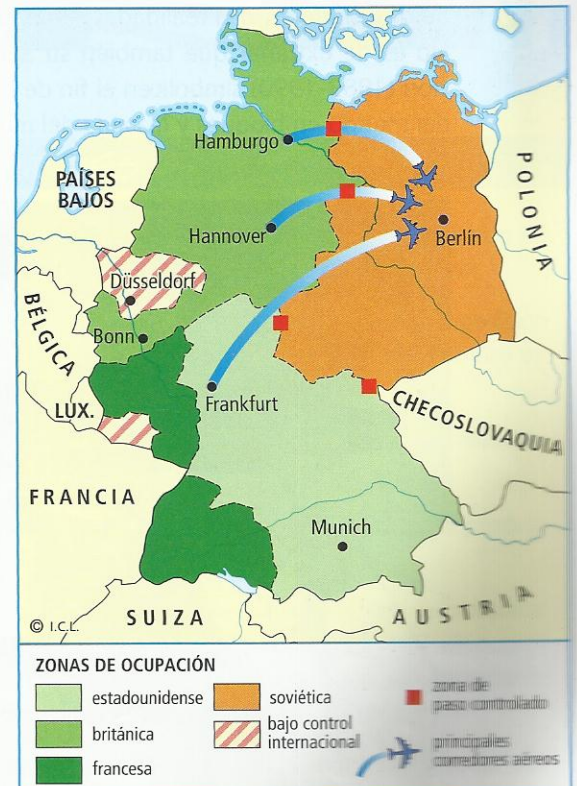 Hamburgo
PAÍSES
BAJOS
POLONIA
Hannover
Berlín
Düsseldorf
BÉLGICA
Bonn
LUX.
Frankfurt
CHECOSLOVAQUIA
FRANCIA
Munich
SUIZA
AUSTRIA
© I.C.L.
ZONAS DE OCUPACIÓN
estadounidense
británica
francesa
soviética
bajo control
internacional
zona de
paso controllado
principales
corredores aéreos